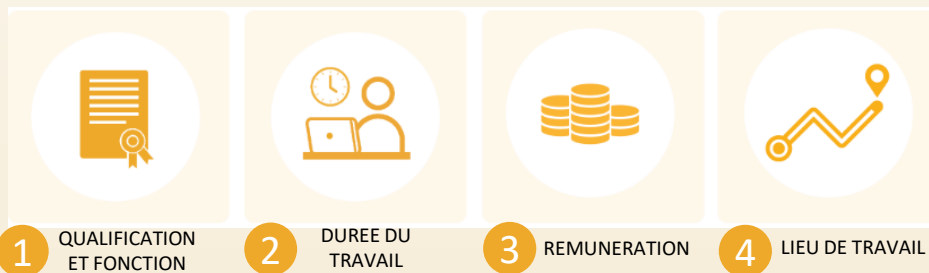 1 QUALIFICATION
ET FONCTION
2 DUREE DU
TRAVAIL
3 REMUNERATION
4 LIEU DE TRAVAIL